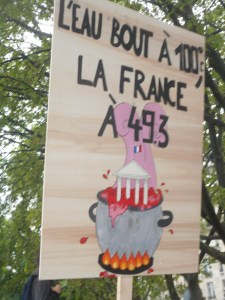 L'EAU BOUT À 100°;
LA FRANCE
À 49.3